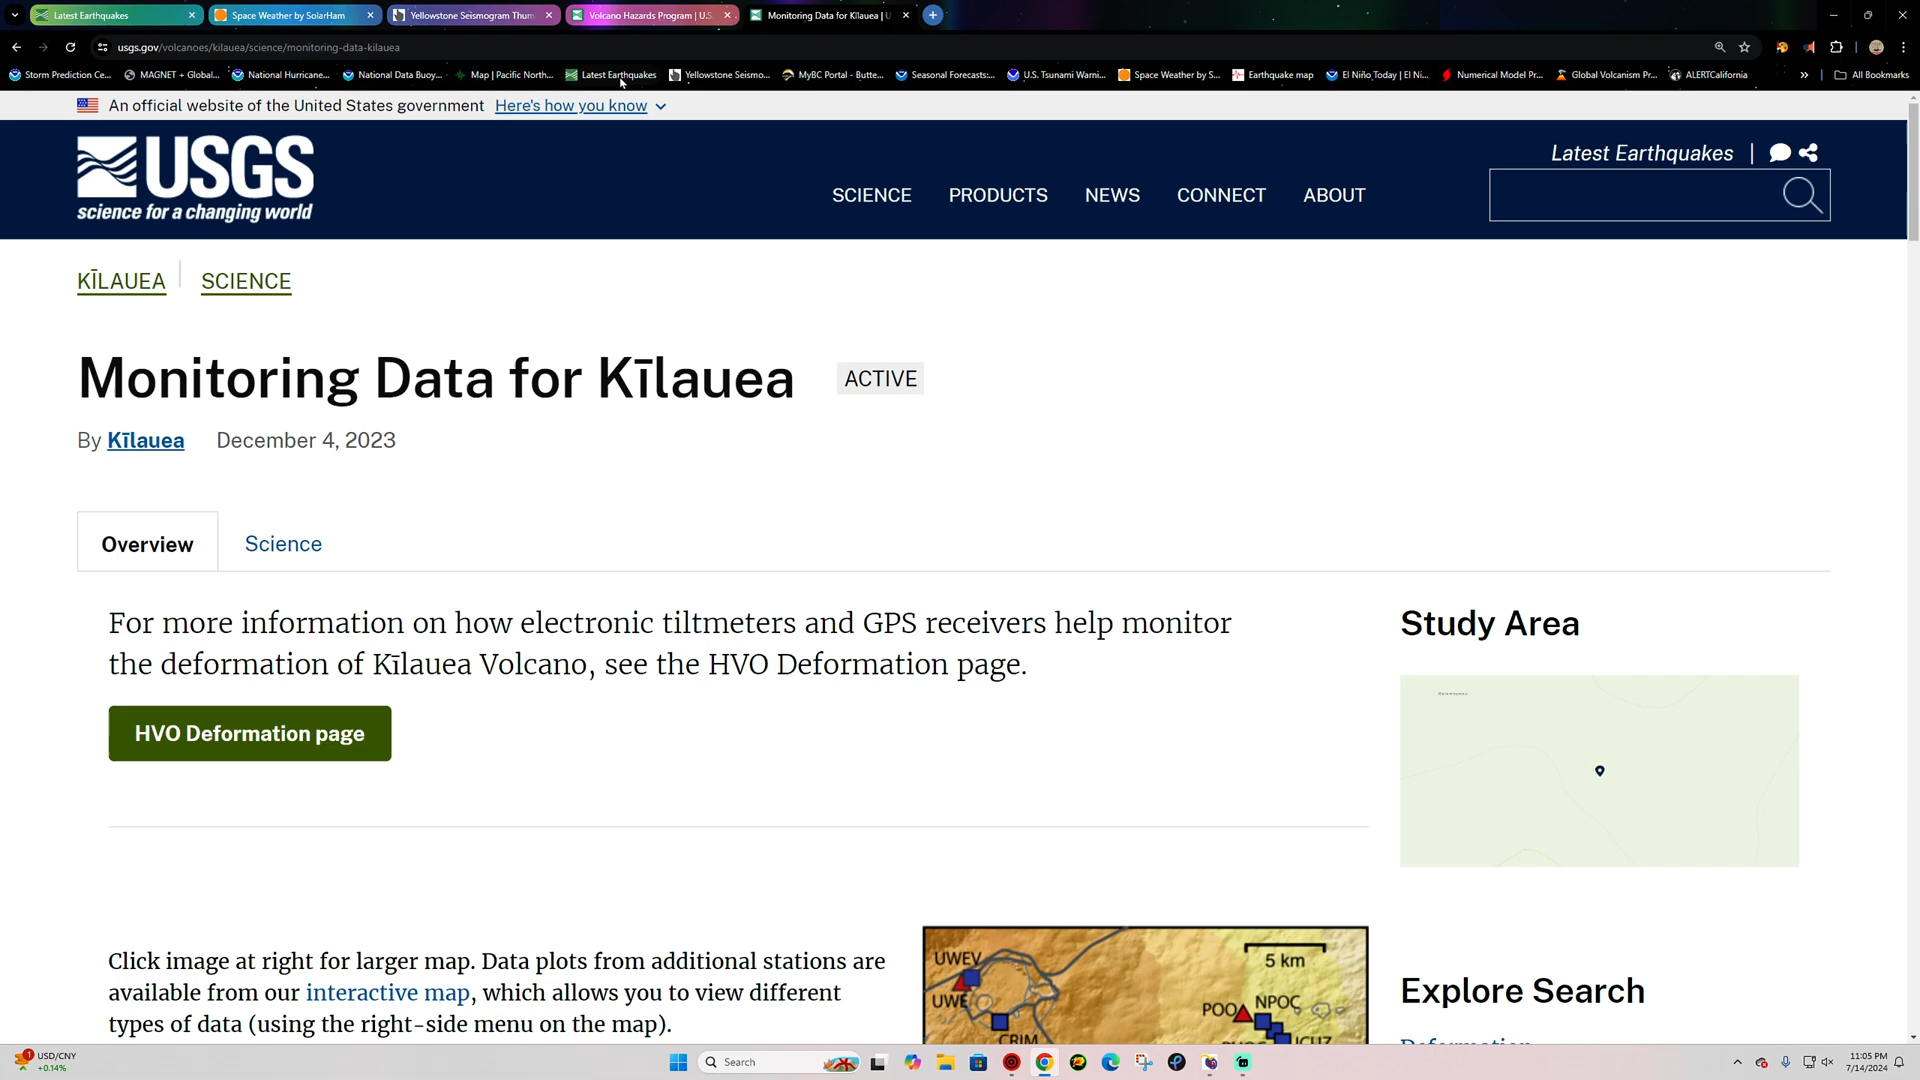 Latest Earthquakes
Space Weather by SolarHam
Yellowstone Seismogram Thum
Volcano Hazards Program | U.S.
Monitoring Data for Kīlauea | U
usgs.gov/volcanoes/kilauea/science/monitoring-data-kilauea
Storm Prediction Ce...
MAGNET + Global...
National Hurricane...
National Data Buoy...
Map | Pacific North...
Latest Earthquakes
Yellowstone Seismo...
MyBC Portal - Butte...
Seasonal Forecasts:...
U.S. Tsunami Warni...
Space Weather by S...
Earthquake map
El Niño Today | El Ni...
Numerical Model Pr...
Global Volcanism Pr...
ALERTCalifornia
All Bookmarks
An official website of the United States government Here's how you know
USGS
science for a changing world
Latest Earthquakes |
SCIENCE PRODUCTS NEWS CONNECT ABOUT
KĪLAUEA SCIENCE
Monitoring Data for Kīlauea ACTIVE
By Kīlauea December 4, 2023
Overview Science
For more information on how electronic tiltmeters and GPS receivers help monitor
the deformation of Kīlauea Volcano, see the HVO Deformation page.
HVO Deformation page
Study Area
Click image at right for larger map. Data plots from additional stations are
available from our interactive map, which allows you to view different
types of data (using the right-side menu on the map).
UWEV
UWE
CRIM
5 km
POO NPOC
Explore Search
Deformation
USD/CNY
+0.14%
Search
11:05 PM
7/14/2024